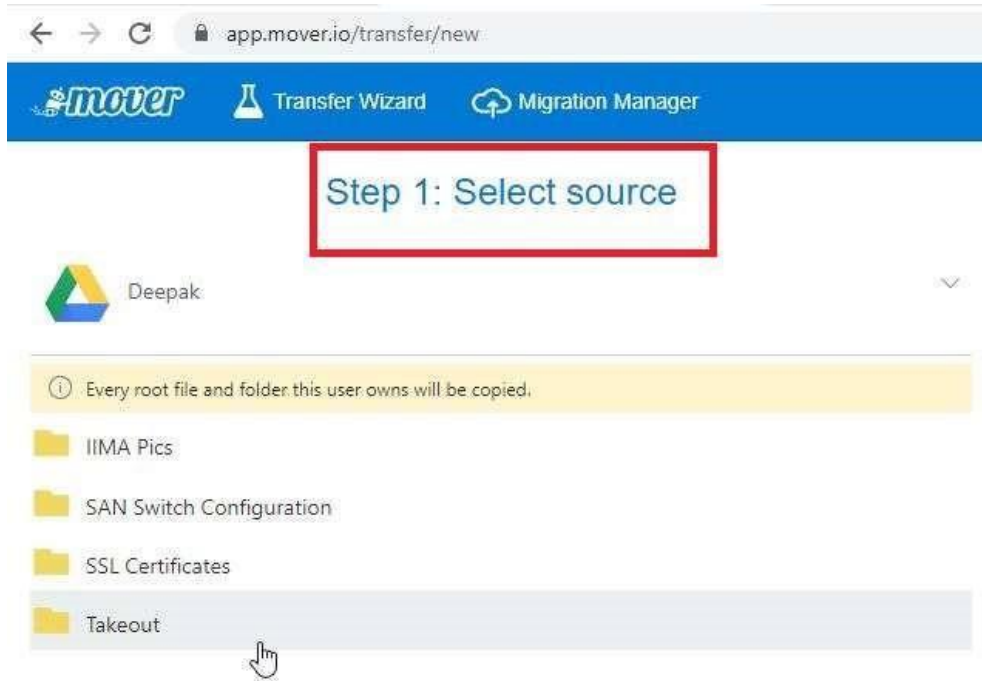 app.mover.io/transfer/new
mover Transfer Wizard Migration Manager
Step 1: Select source
Deepak
Every root file and folder this user owns will be copied.
IIMA Pics
SAN Switch Configuration
SSL Certificates
Takeout